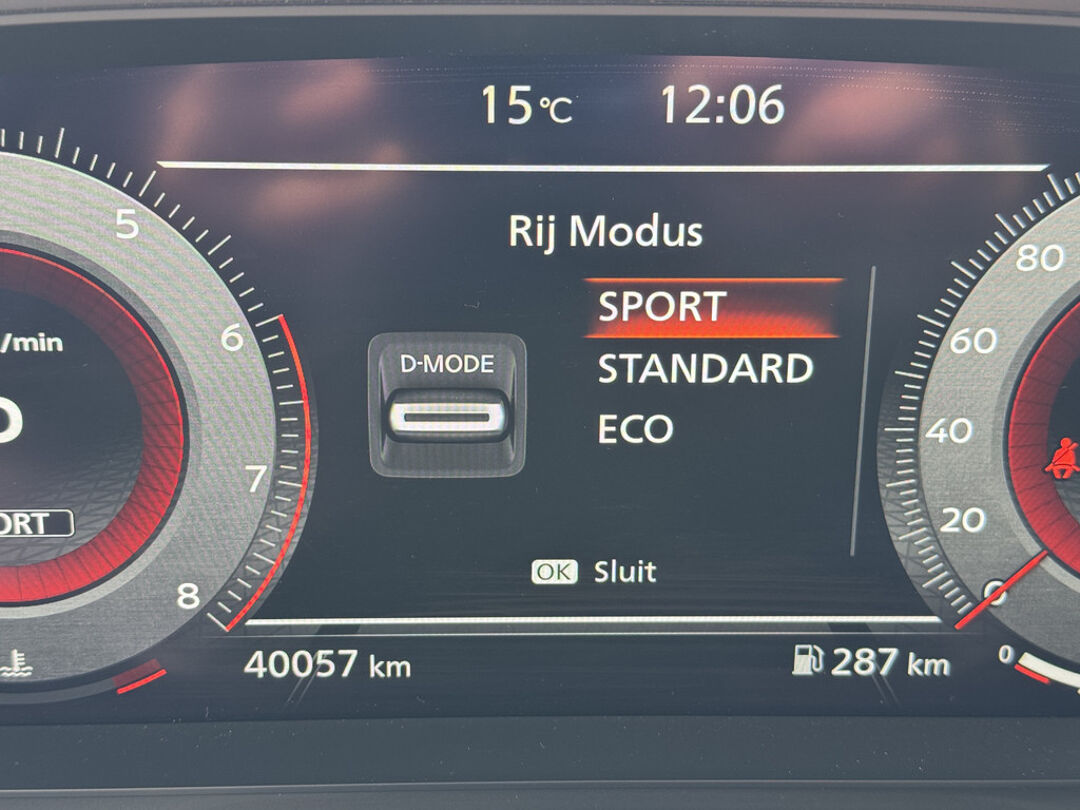 15°C 12:06
Rij Modus
SPORT
STANDARD
ECO
D-MODE
OK Sluit
5
6
7
8
/min
80
60
40
20
0
40057 km
287 km
0